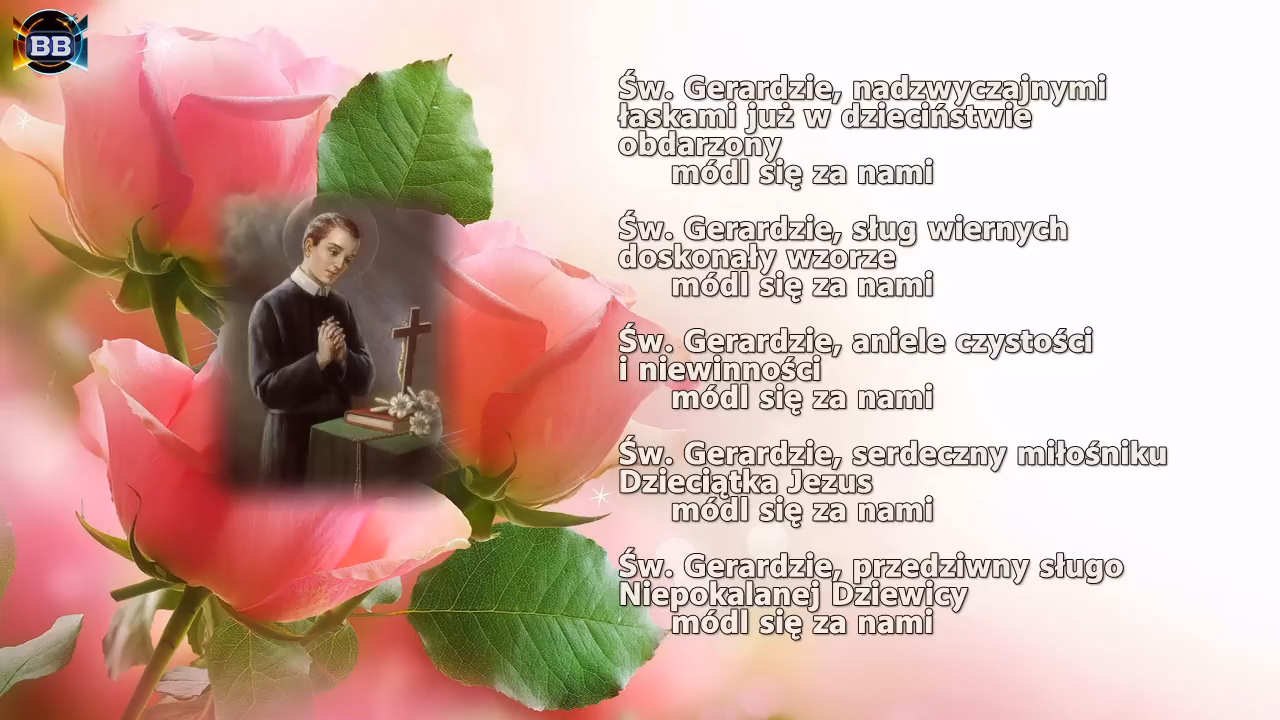 BB
Św. Gerardzie, nadzwyczajnymi
łaskami już w dzieciństwie
obdarzony
módl się za nami
Św. Gerardzie, sług wiernych
doskonały wzorze
módl się za nami
Św. Gerardzie, aniele czystości
i niewinności
módl się za nami
Św. Gerardzie, serdeczny miłośniku
Dzieciątka Jezus
módl się za nami
Św. Gerardzie, przedziwny sługo
Niepokalanej Dziewicy
módl się za nami